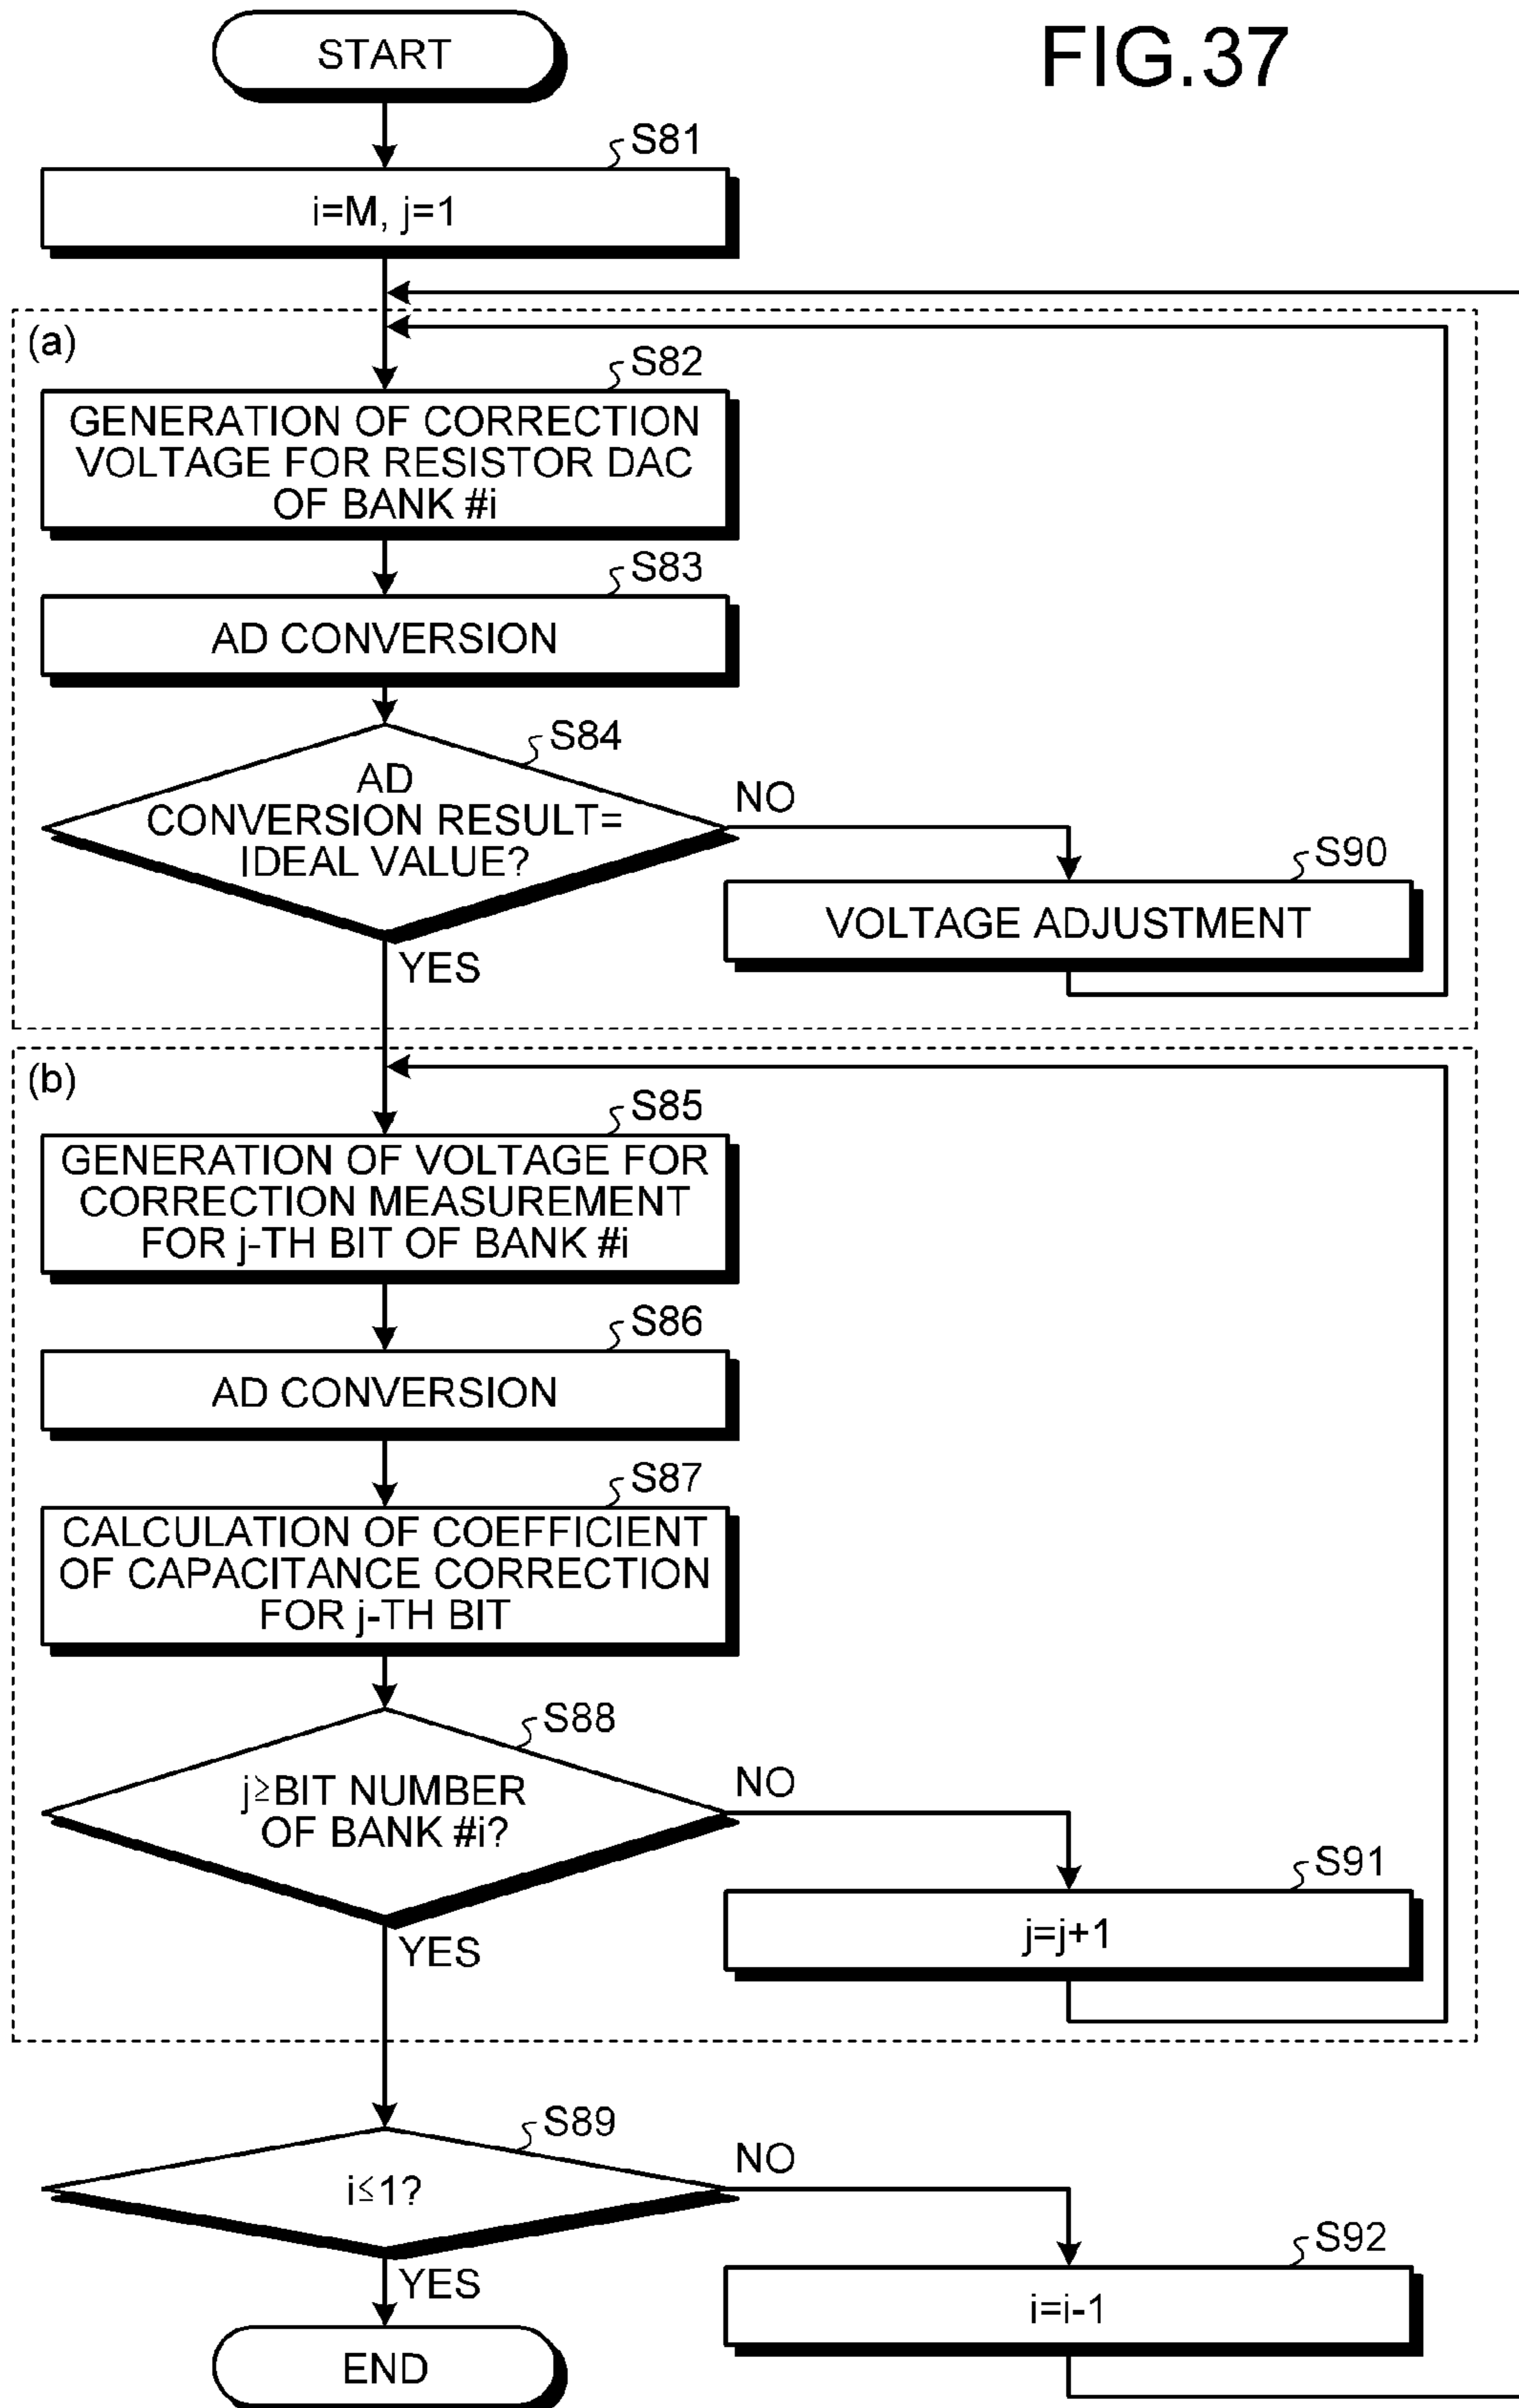 FIG.37
START
S81
i=M, j=1
(a)
S82
GENERATION OF CORRECTION
VOLTAGE FOR RESISTOR DAC
OF BANK #i
S83
AD CONVERSION
S84
AD
CONVERSION RESULT=
IDEAL VALUE?
NO
S90
VOLTAGE ADJUSTMENT
YES
(b)
S85
GENERATION OF VOLTAGE FOR
CORRECTION MEASUREMENT
FOR j-TH BIT OF BANK #i
S86
AD CONVERSION
S87
CALCULATION OF COEFFICIENT
OF CAPACITANCE CORRECTION
FOR j-TH BIT
S88
j≥BIT NUMBER
OF BANK #i?
NO
S91
j=j+1
YES
S89
i≤1?
NO
S92
i=i-1
YES
END